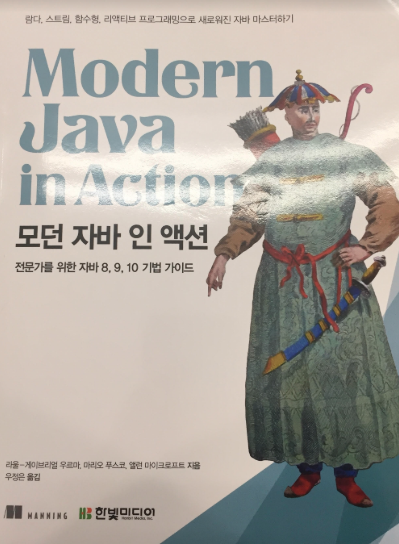 람다, 스트림, 함수형, 리액티브 프로그래밍으로 새로워진 자바 마스터하기
Modern
Java
in Action
모던 자바 인 액션
전문가를 위한 자바 8, 9, 10 기법 가이드
라울-게이브리얼 우르마, 마리오 푸스코, 앨런 마이크로프트 지음
우정은 옮김
MANNING
한빛미디어
Hanbit Media, Inc.